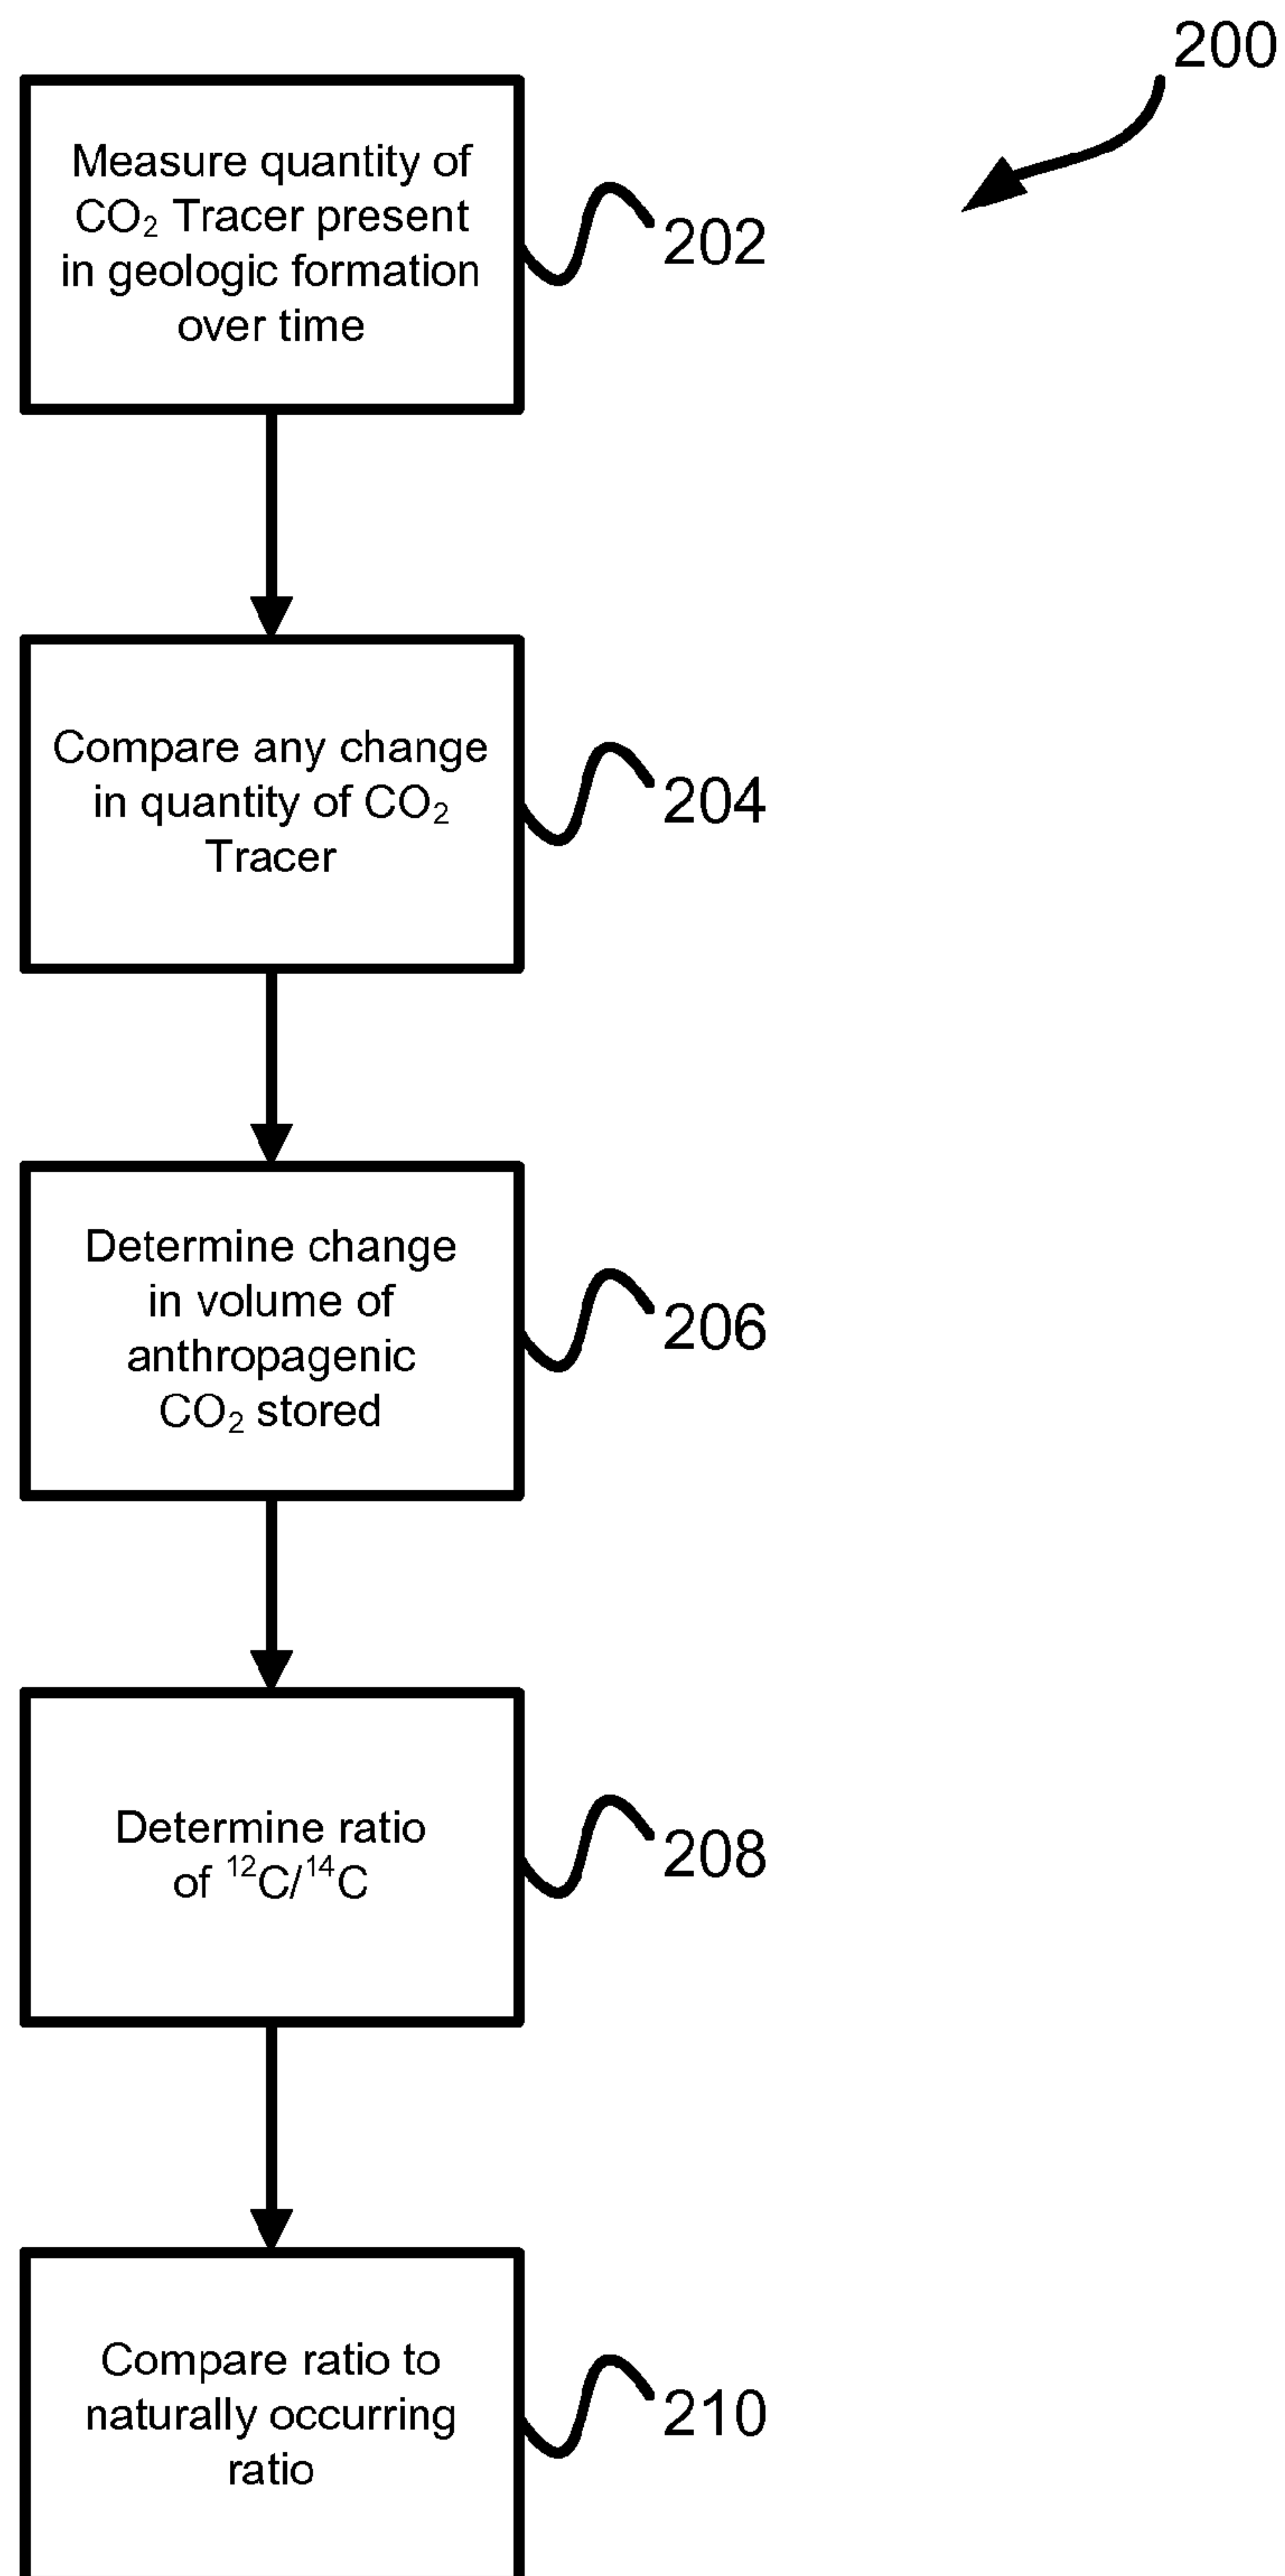 200
Measure quantity of
CO₂ Tracer present
in geologic formation
over time
202
Compare any change
in quantity of CO₂
Tracer
204
Determine change
in volume of
anthropagenic
CO₂ stored
206
Determine ratio
of ¹²C/¹⁴C
208
Compare ratio to
naturally occurring
ratio
210